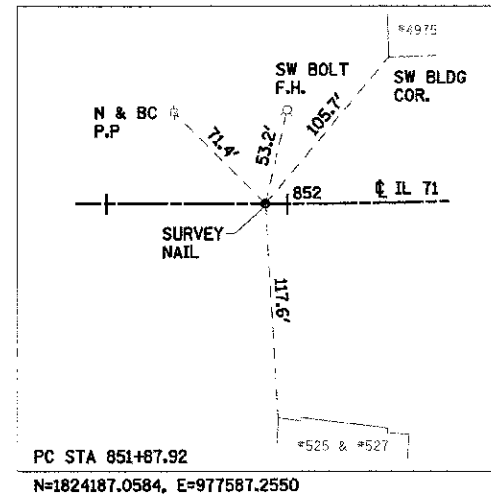 #4975
SW BOLT
F.H.
SW BLDG
COR.
N & BC
P.P
71.4'
53.2'
105.7'
852
℄ IL 71
SURVEY
NAIL
117.6'
#525 & #527
PC STA 851+87.92
N=1824187.0584, E=977587.2550